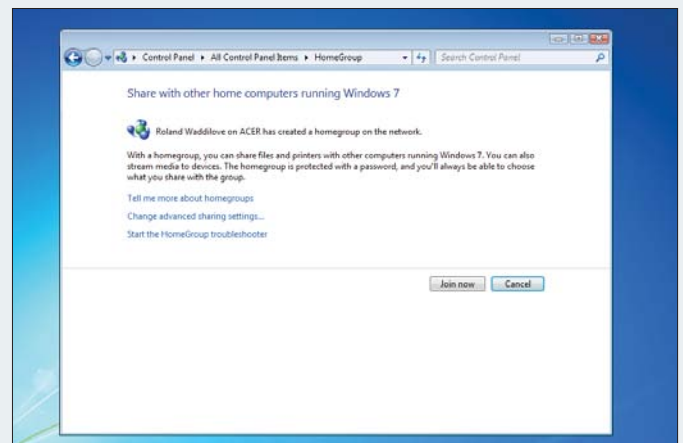 Control Panel ▸ All Control Panel Items ▸ HomeGroup
Search Control Panel
Share with other home computers running Windows 7
Roland Waddilove on ACER has created a homegroup on the network.
With a homegroup, you can share files and printers with other computers running Windows 7. You can also
stream media to devices. The homegroup is protected with a password, and you'll always be able to choose
what you share with the group.
Tell me more about homegroups
Change advanced sharing settings...
Start the HomeGroup troubleshooter
Join now
Cancel